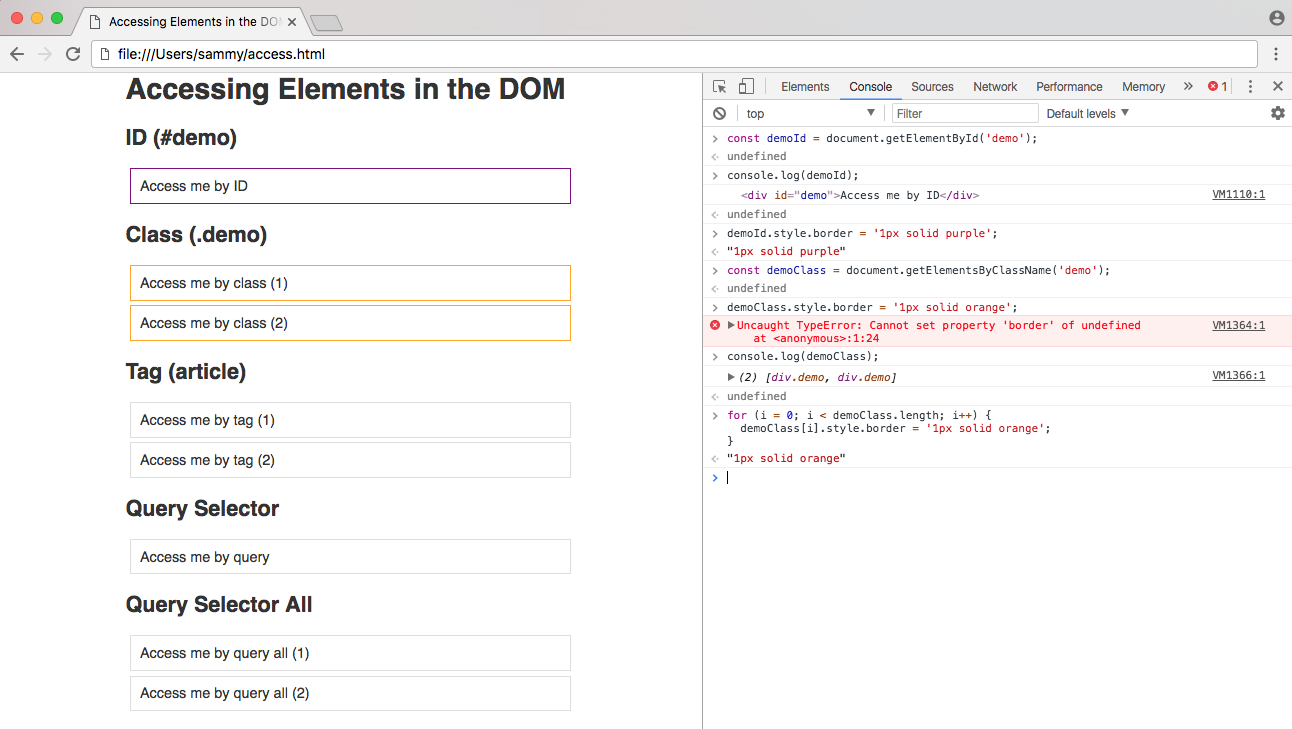 Accessing Elements in the DO
file:///Users/sammy/access.html
Accessing Elements in the DOM
ID (#demo)
Access me by ID
Class (.demo)
Access me by class (1)
Access me by class (2)
Tag (article)
Access me by tag (1)
Access me by tag (2)
Query Selector
Access me by query
Query Selector All
Access me by query all (1)
Access me by query all (2)
Elements Console Sources Network Performance Memory » 1
top Filter Default levels
> const demoId = document.getElementById('demo');
undefined
> console.log(demoId);
<div id="demo">Access me by ID</div> VM1110:1
undefined
> demoId.style.border = '1px solid purple';
"1px solid purple"
> const demoClass = document.getElementsByClassName('demo');
undefined
> demoClass.style.border = '1px solid orange';
Uncaught TypeError: Cannot set property 'border' of undefined VM1364:1
at <anonymous>:1:24
> console.log(demoClass);
(2) [div.demo, div.demo] VM1366:1
undefined
> for (i = 0; i < demoClass.length; i++) {
demoClass[i].style.border = '1px solid orange';
}
"1px solid orange"
>